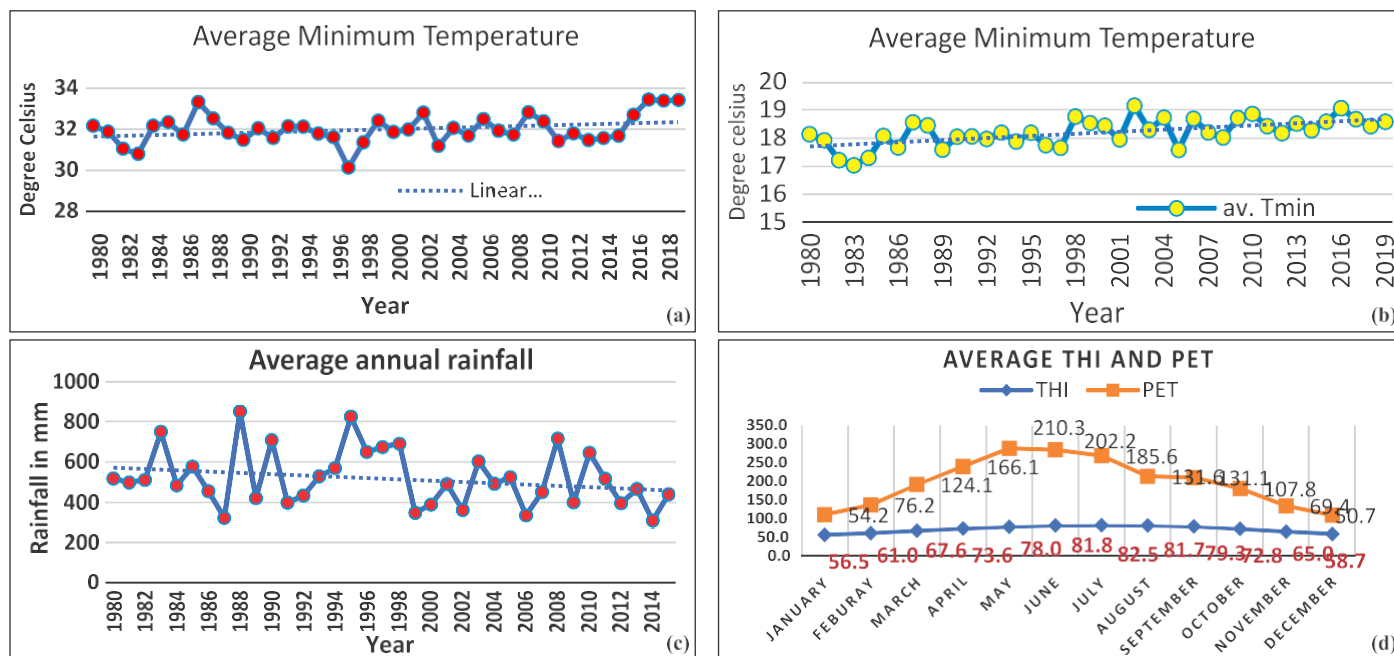 Average Minimum Temperature
Degree Celsius
34
32
30
28
Linear...
1980 1982 1984 1986 1988 1990 1992 1994 1996 1998 2000 2002 2004 2006 2008 2010 2012 2014 2016 2018
Year
(a)
Average Minimum Temperature
Degree celsius
20
19
18
17
16
15
av. Tmin
1980 1983 1986 1989 1992 1995 1998 2001 2004 2007 2010 2013 2016 2019
Year
(b)
Average annual rainfall
Rainfall in mm
1000
800
600
400
200
0
1980 1982 1984 1986 1988 1990 1992 1994 1996 1998 2000 2002 2004 2006 2008 2010 2012 2014
Year
(c)
AVERAGE THI AND PET
THI PET
350.0
300.0
250.0
200.0
150.0
100.0
50.0
0.0
54.2 76.2 124.1 166.1 210.3 202.2 185.6 131.6 131.1 107.8 69.4 50.7
56.5 61.0 67.6 73.6 78.0 81.8 82.5 81.7 79.3 72.8 65.0 58.7
JANUARY FEBURAY MARCH APRIL MAY JUNE JULY AUGUST SEPTEMBER OCTOBER NOVEMBER DECEMBER
(d)